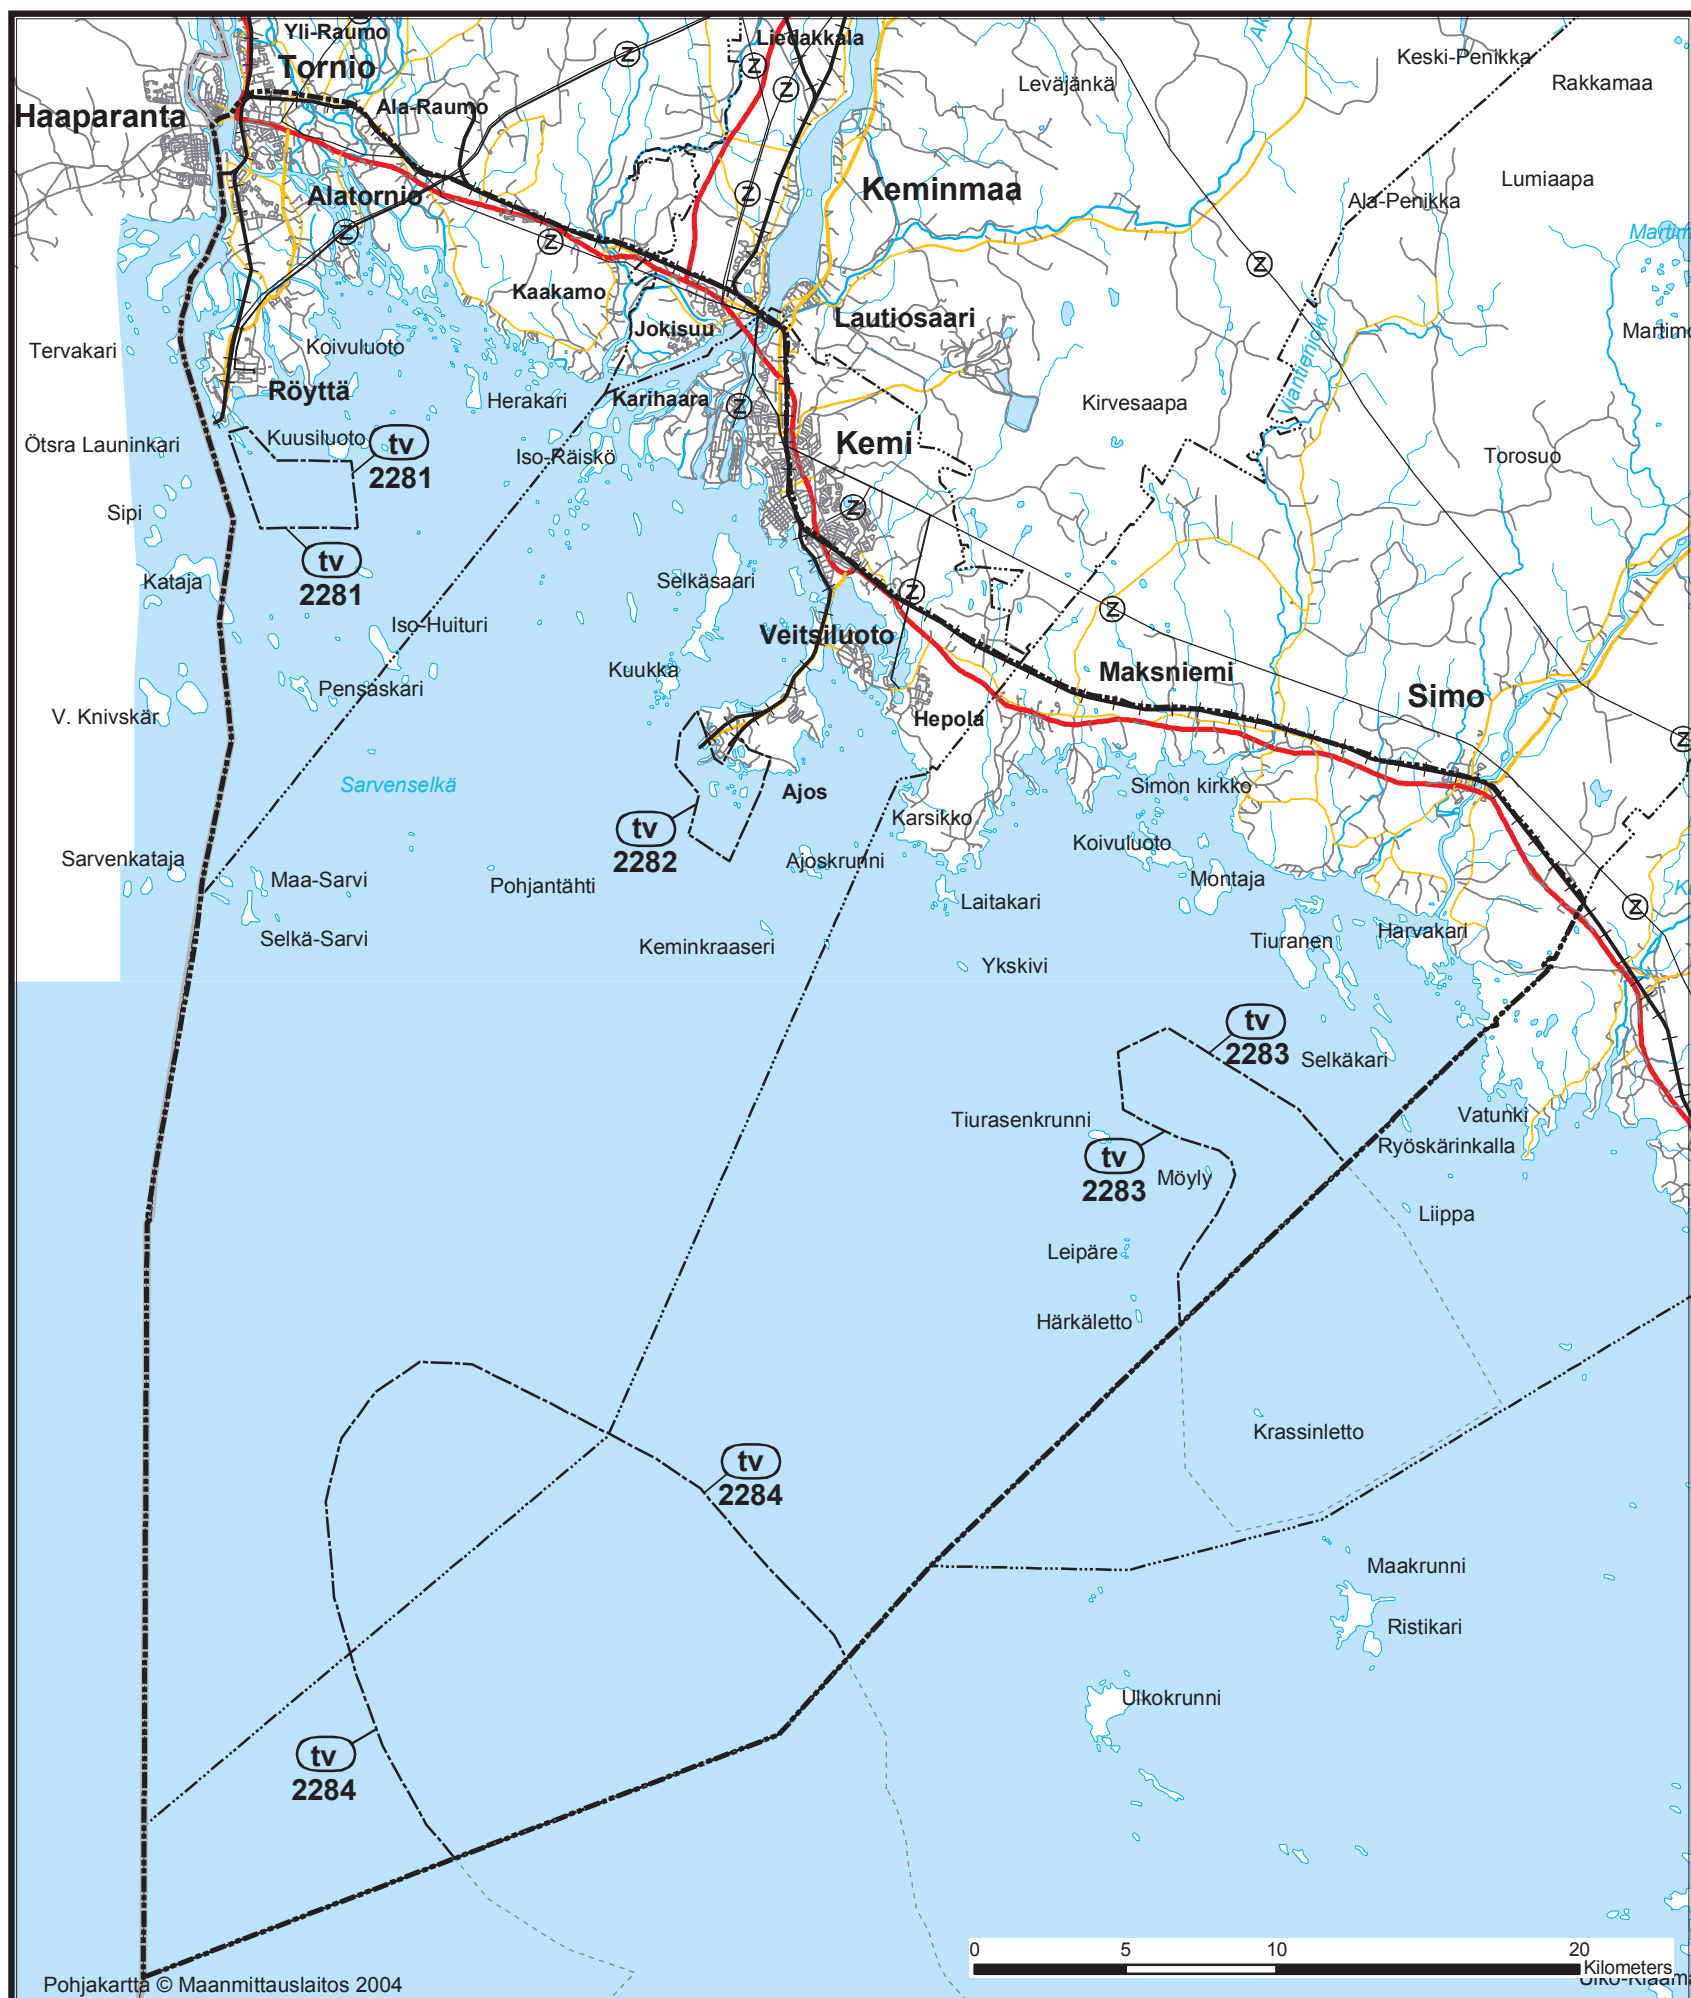 Yli-Raumo
Liedakkala
Keski-Penikka
Tornio
Leväjänkä
Rakkamaa
Haaparanta
Ala-Raumo
Keminmaa
Lumiaapa
Alatornio
Ala-Penikka
Kaakamo
Lautiosaari
Jokisuu
Tervakari
Koivuluoto
Viantienjoki
Röyttä
Herakari
Karihaara
Kirvesaapa
Ötsra Launinkari
Kuusiluoto
tv
2281
Iso-Räiskö
Kemi
Torosuo
Sipi
tv
2281
Kataja
Selkäsaari
Iso-Huituri
Veitsiluoto
Kuukka
Maksniemi
Pensaskari
Simo
V. Knivskär
Hepola
Sarvenselkä
Ajos
Simon kirkko
tv
2282
Karsikko
Koivuluoto
Sarvenkataja
Maa-Sarvi
Pohjantähti
Ajoskrunni
Montaja
Laitakari
Selkä-Sarvi
Keminkraaseri
Tiuranen
Harvakari
Ykskivi
tv
2283
Selkäkari
Tiurasenkrunni
Vatunki
Ryöskärinkalla
tv
2283
Möyly
Liippa
Leipäre
Härkäletto
Krassinletto
tv
2284
Maakrunni
Ristikari
Ulkokrunni
tv
2284
0 5 10 20
Kilometers
Pohjakartta © Maanmittauslaitos 2004